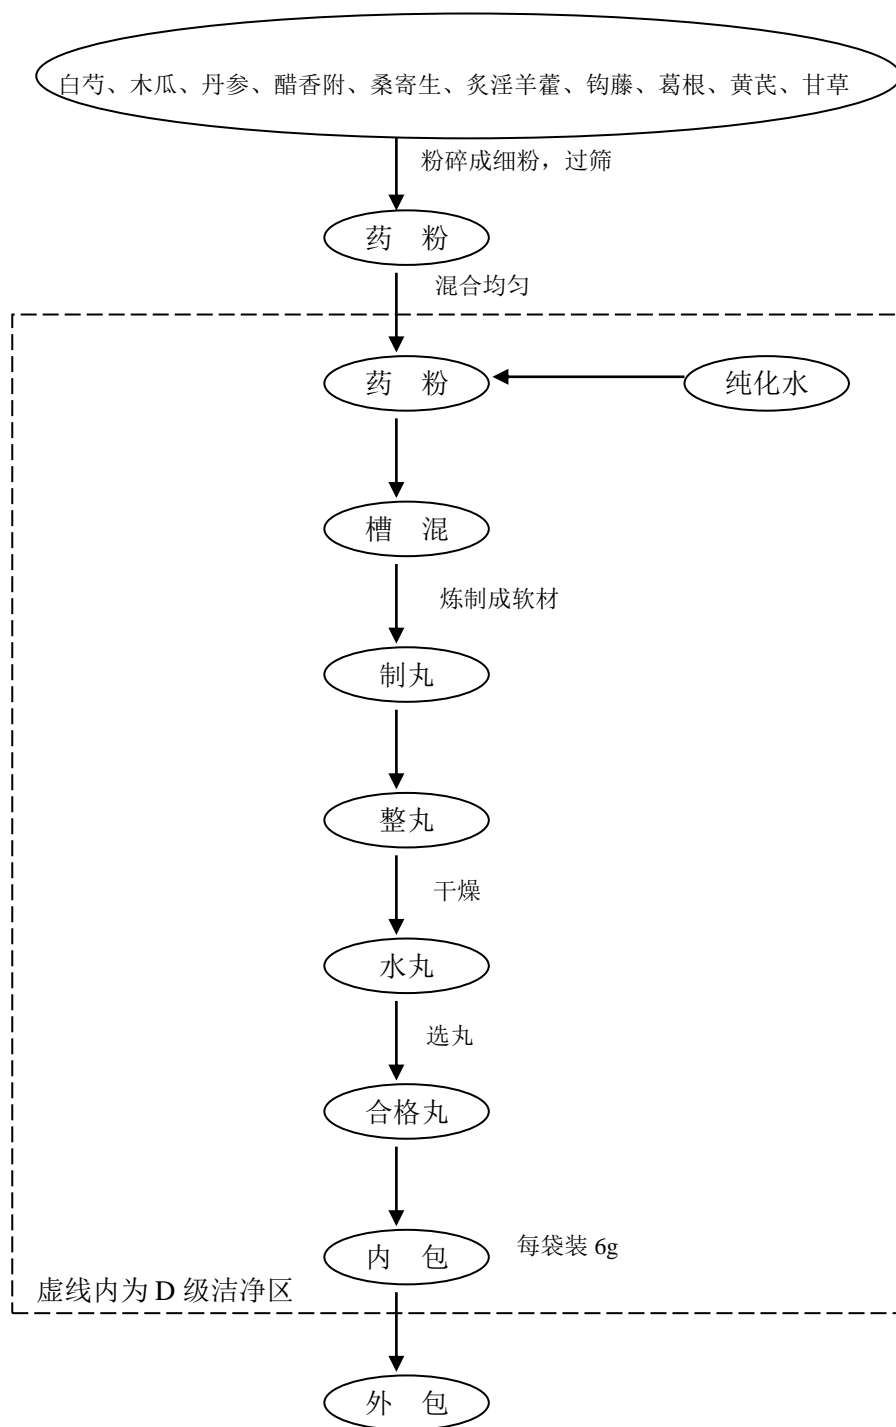 白芍、木瓜、丹参、醋香附、桑寄生、炙淫羊藿、钩藤、葛根、黄芪、甘草
粉碎成细粉，过筛
药 粉
混合均匀
药 粉
纯化水
槽 混
炼制成软材
制丸
整丸
干燥
水丸
选丸
合格丸
内 包
每袋装 6g
虚线内为 D 级洁净区
外 包